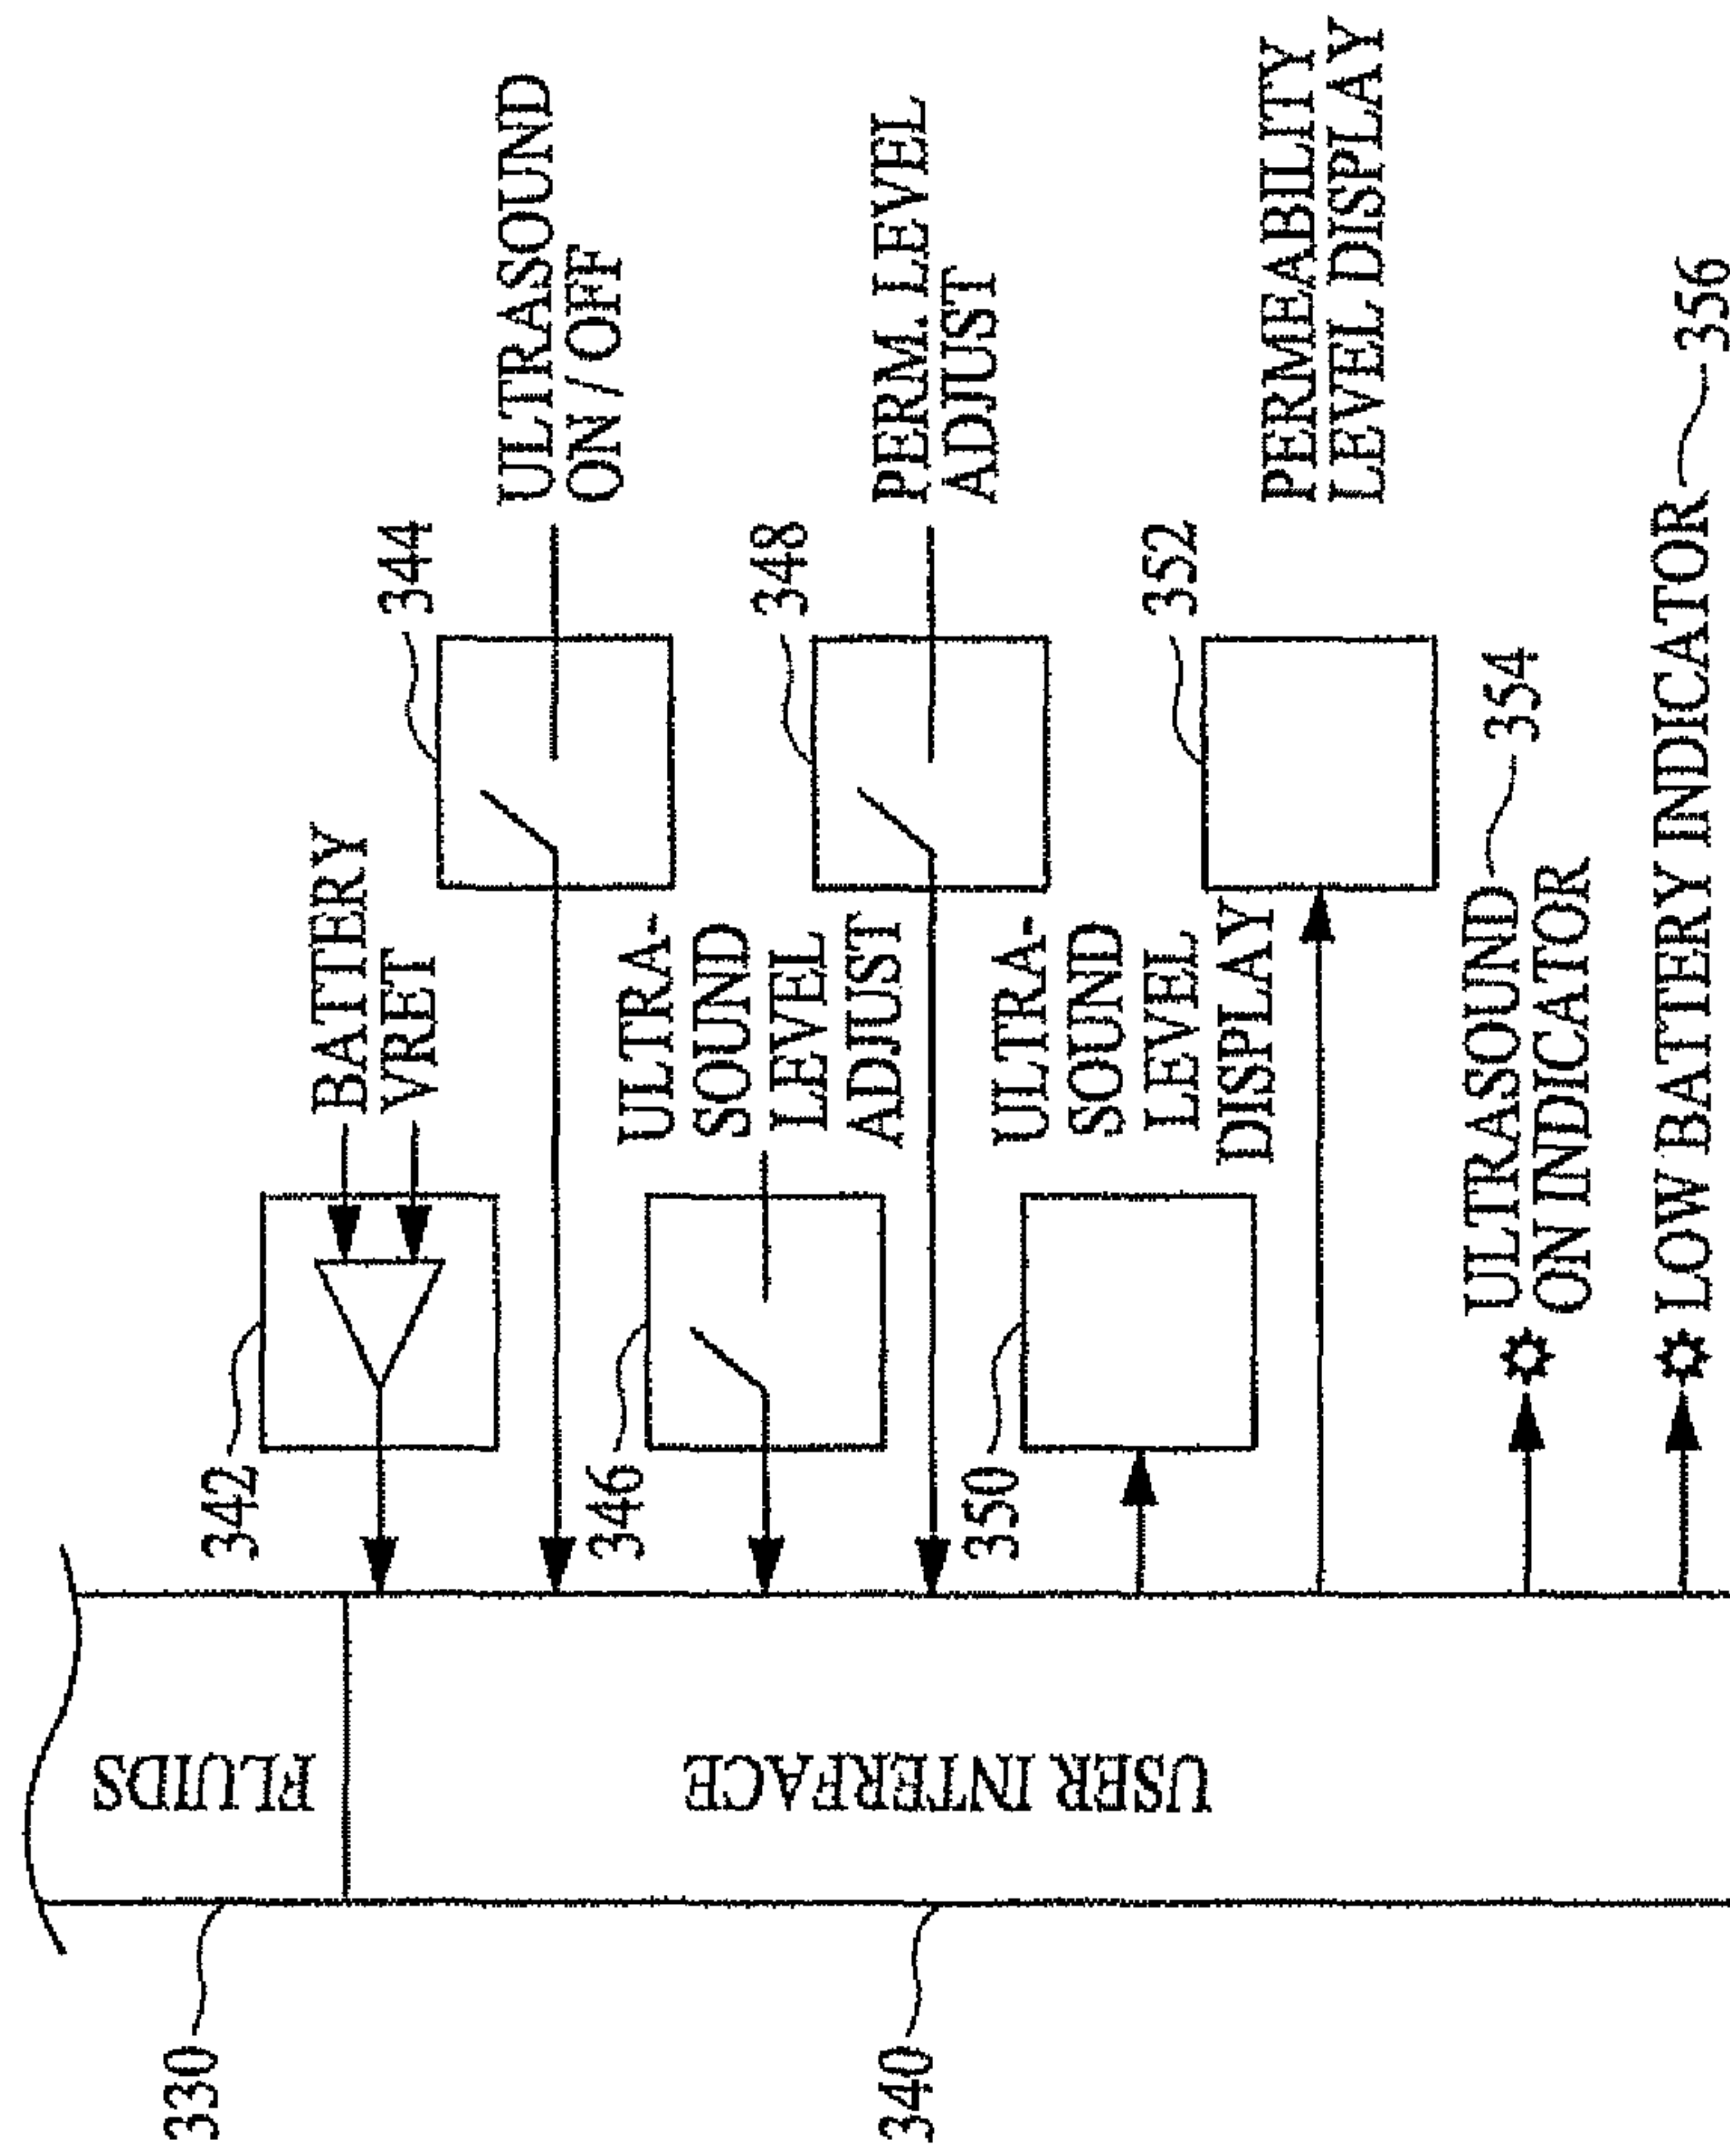 330
FLUIDS
340
USER INTERFACE
342
BATTERY
VRET
344
ULTRASOUND
ON / OFF
346
ULTRA-
SOUND
LEVEL
ADJUST
348
PERM. LEVEL
ADJUST
350
ULTRA-
SOUND
LEVEL
DISPLAY
352
PERMEABILITY
LEVEL DISPLAY
ULTRASOUND 354
ON INDICATOR
LOW BATTERY INDICATOR 356